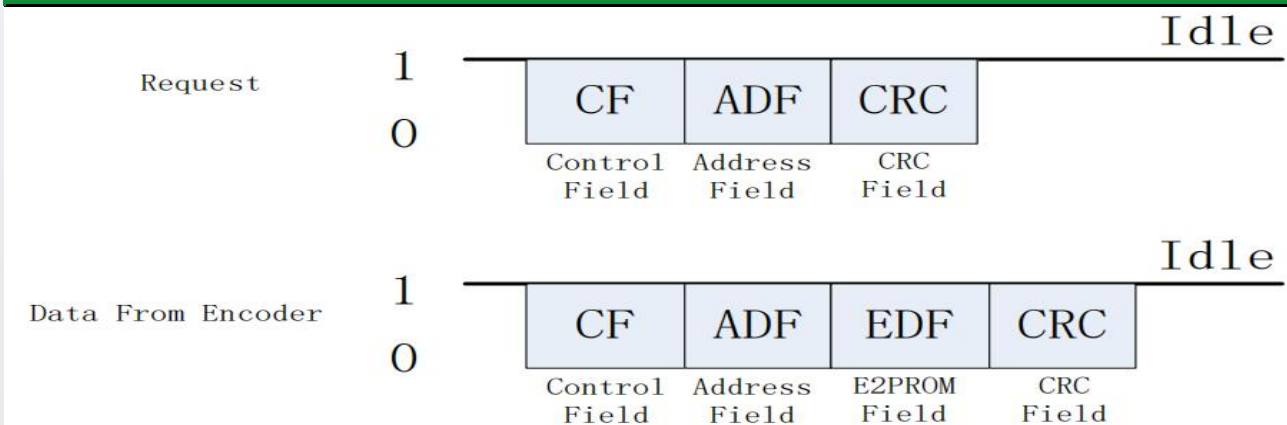 Idle
Request
1
0
CF ADF CRC
Control Address CRC
Field Field Field
Idle
Data From Encoder
1
0
CF ADF EDF CRC
Control Address E2PROM CRC
Field Field Field Field